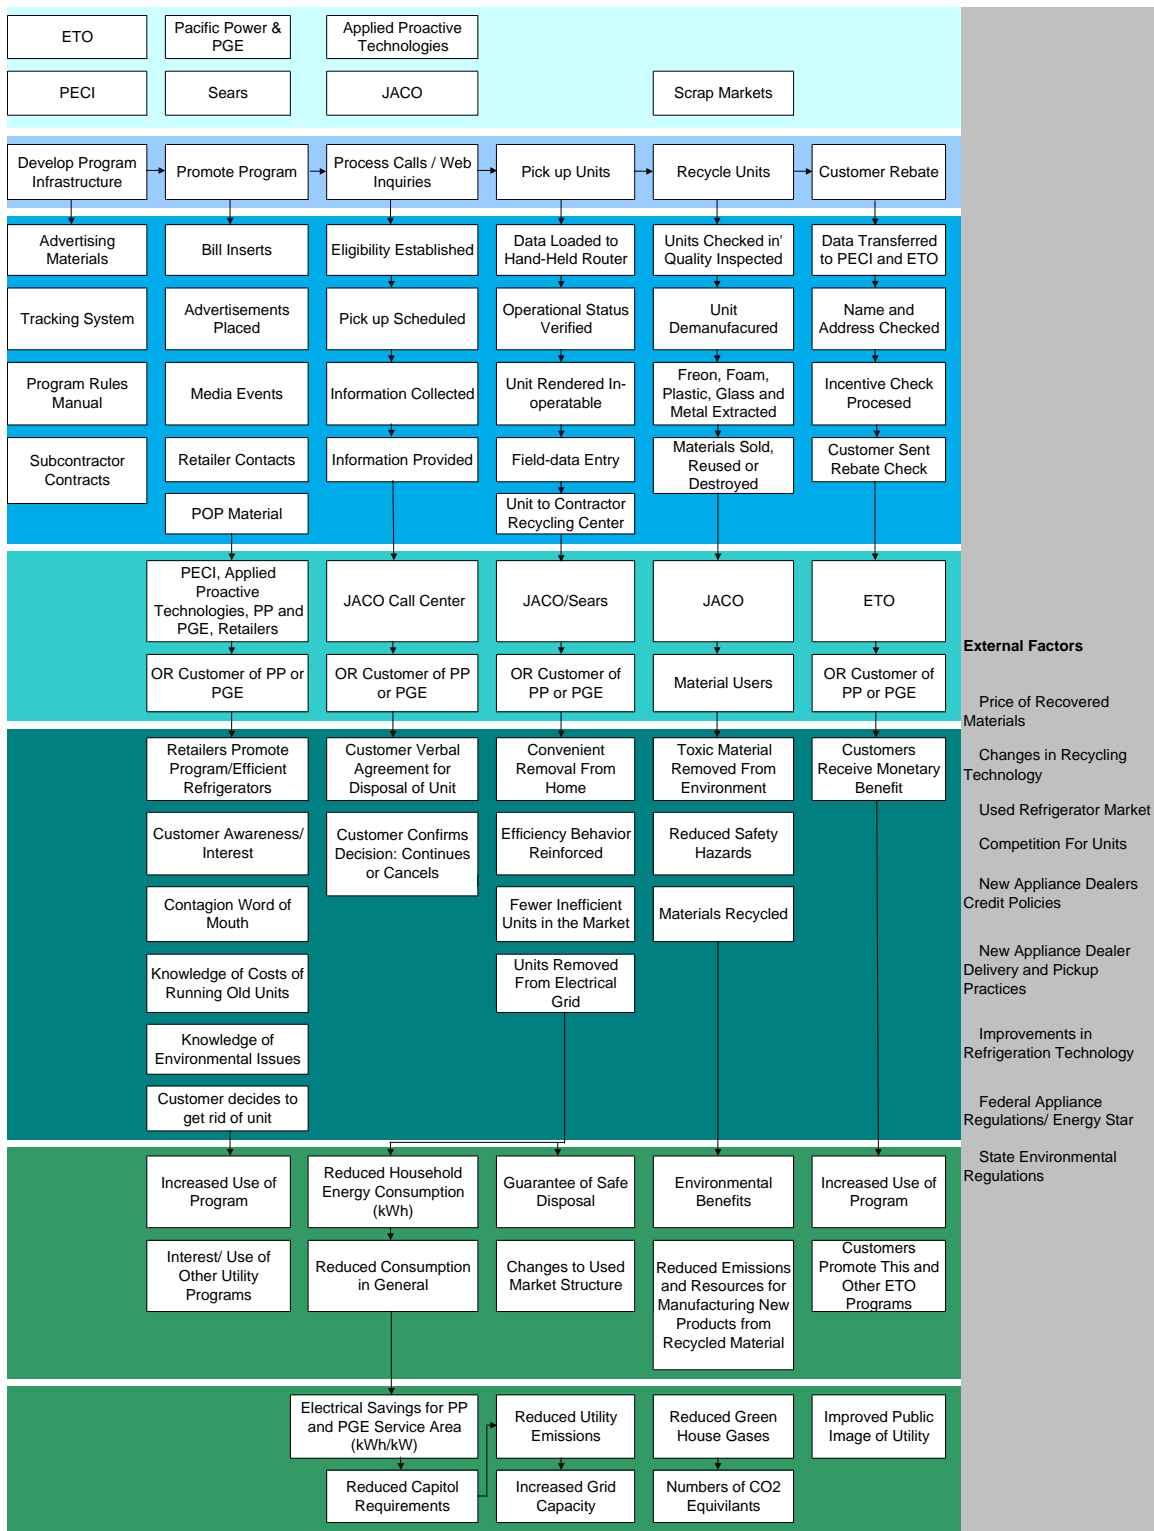 ETO
Pacific Power &
PGE
Applied Proactive
Technologies
PECI
Sears
JACO
Scrap Markets
Develop Program
Infrastructure
Promote Program
Process Calls / Web
Inquiries
Pick up Units
Recycle Units
Customer Rebate
Advertising
Materials
Bill Inserts
Eligibility Established
Data Loaded to
Hand-Held Router
Units Checked in'
Quality Inspected
Data Transferred
to PECI and ETO
Tracking System
Advertisements
Placed
Pick up Scheduled
Operational Status
Verified
Unit
Demanufacured
Name and
Address Checked
Program Rules
Manual
Media Events
Information Collected
Unit Rendered In-
operatable
Freon, Foam,
Plastic, Glass and
Metal Extracted
Incentive Check
Procesed
Subcontractor
Contracts
Retailer Contacts
Information Provided
Field-data Entry
Materials Sold,
Reused or
Destroyed
Customer Sent
Rebate Check
POP Material
Unit to Contractor
Recycling Center
PECI, Applied
Proactive
Technologies, PP and
PGE, Retailers
JACO Call Center
JACO/Sears
JACO
ETO
OR Customer of PP or
PGE
OR Customer of PP
or PGE
OR Customer of
PP or PGE
Material Users
OR Customer of
PP or PGE
Retailers Promote
Program/Efficient
Refrigerators
Customer Verbal
Agreement for
Disposal of Unit
Convenient
Removal From
Home
Toxic Material
Removed From
Environment
Customers
Receive Monetary
Benefit
Customer Awareness/
Interest
Customer Confirms
Decision: Continues
or Cancels
Efficiency Behavior
Reinforced
Reduced Safety
Hazards
Contagion Word of
Mouth
Fewer Inefficient
Units in the Market
Materials Recycled
Knowledge of Costs of
Running Old Units
Units Removed
From Electrical
Grid
Knowledge of
Environmental Issues
Customer decides to
get rid of unit
Increased Use of
Program
Reduced Household
Energy Consumption
(kWh)
Guarantee of Safe
Disposal
Environmental
Benefits
Increased Use of
Program
Interest/ Use of
Other Utility
Programs
Reduced Consumption
in General
Changes to Used
Market Structure
Reduced Emissions
and Resources for
Manufacturing New
Products from
Recycled Material
Customers
Promote This and
Other ETO
Programs
Electrical Savings for PP
and PGE Service Area
(kWh/kW)
Reduced Utility
Emissions
Reduced Green
House Gases
Improved Public
Image of Utility
Reduced Capitol
Requirements
Increased Grid
Capacity
Numbers of CO2
Equivilants
External Factors
Price of Recovered
Materials
Changes in Recycling
Technology
Used Refrigerator Market
Competition For Units
New Appliance Dealers
Credit Policies
New Appliance Dealer
Delivery and Pickup
Practices
Improvements in
Refrigeration Technology
Federal Appliance
Regulations/ Energy Star
State Environmental
Regulations